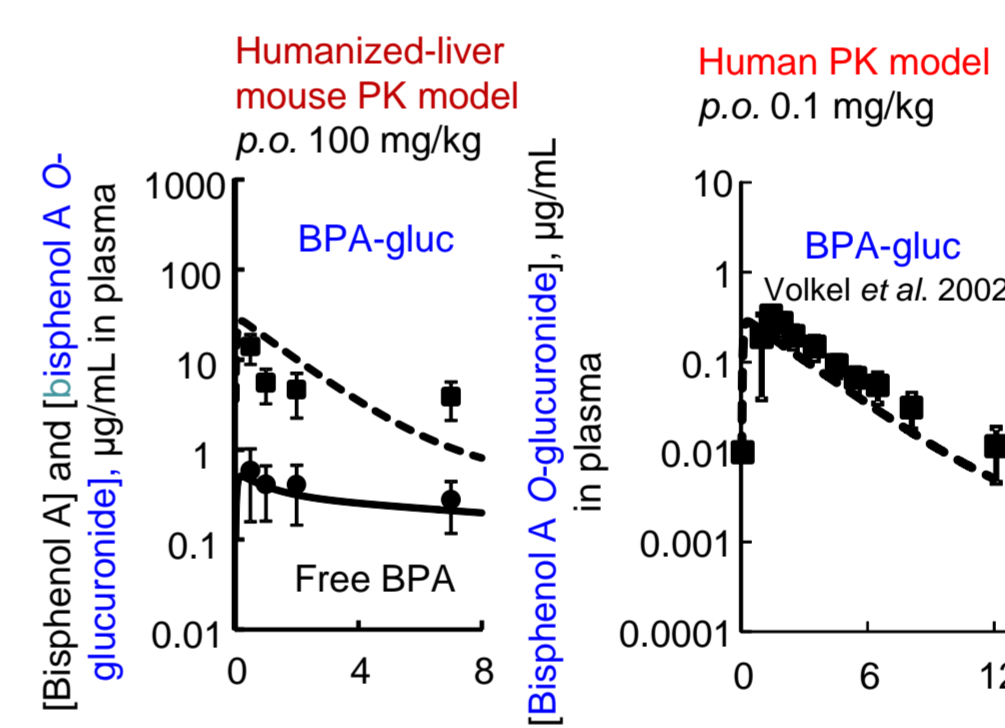 Humanized-liver
mouse PK model
p.o. 100 mg/kg
[Bisphenol A] and [bisphenol A O-
glucuronide], µg/mL in plasma
1000
100
10
1
0.1
0.01
BPA-gluc
Free BPA
0 4 8
Human PK model
p.o. 0.1 mg/kg
[Bisphenol A O-glucuronide], µg/mL
in plasma
10
1
0.1
0.01
0.001
0.0001
BPA-gluc
Volkel et al. 2002
0 6 12